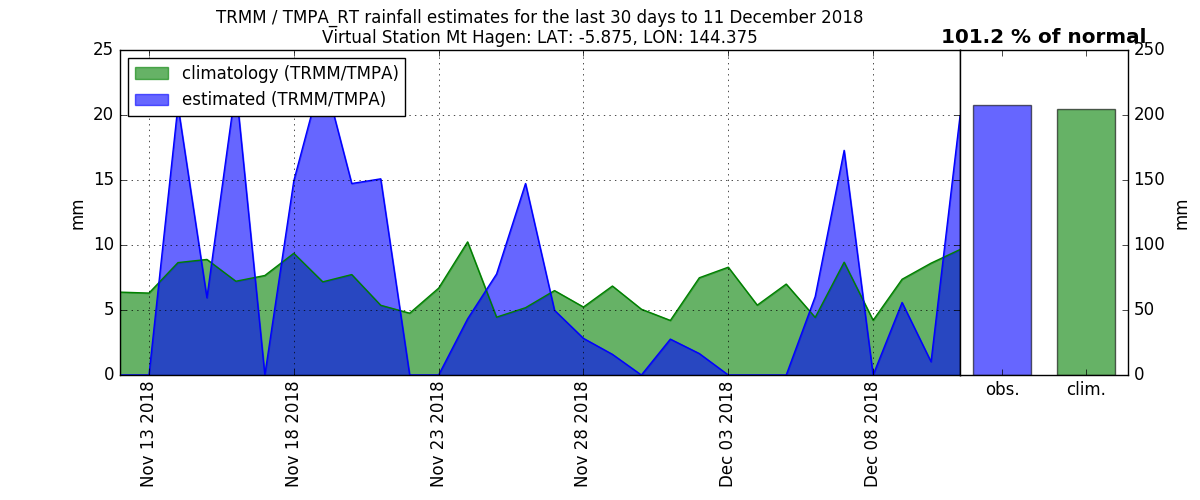 TRMM / TMPA_RT rainfall estimates for the last 30 days to 11 December 2018
Virtual Station Mt Hagen: LAT: -5.875, LON: 144.375
101.2 % of normal
climatology (TRMM/TMPA)
estimated (TRMM/TMPA)
25
20
15
10
5
0
mm
Nov 13 2018
Nov 18 2018
Nov 23 2018
Nov 28 2018
Dec 03 2018
Dec 08 2018
obs.
clim.
250
200
150
100
50
0
mm